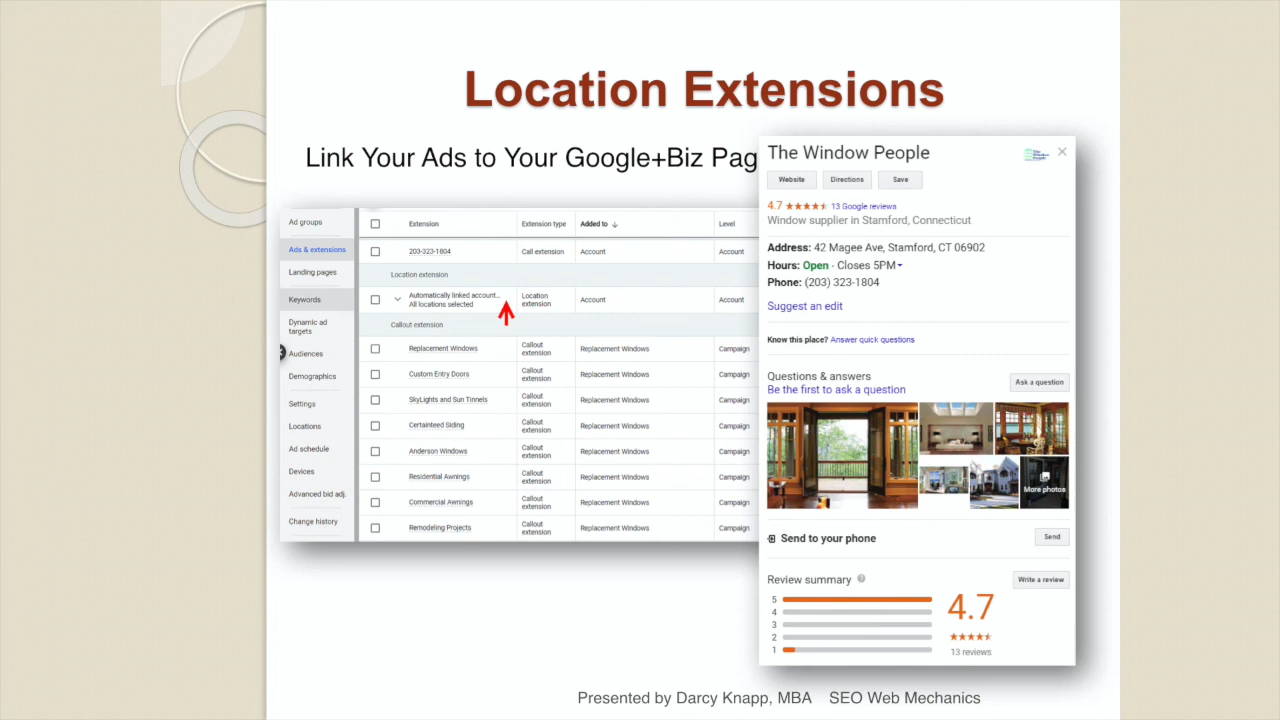 Location Extensions
Link Your Ads to Your Google+Biz Pag
Ad groups
Ads & extensions
Landing pages
Keywords
Dynamic ad
targets
Audiences
Demographics
Settings
Locations
Ad schedule
Devices
Advanced bid adj.
Change history
Extension Extension type Added to ↓ Level
203-323-1804 Call extension Account Account
Location extension
Automatically linked account... Location
All locations selected extension Account Account
Callout extension
Replacement Windows Callout extension Replacement Windows Campaign
Custom Entry Doors Callout extension Replacement Windows Campaign
SkyLights and Sun Tnnels Callout extension Replacement Windows Campaign
Certainteed Siding Callout extension Replacement Windows Campaign
Anderson Windows Callout extension Replacement Windows Campaign
Residential Awnings Callout extension Replacement Windows Campaign
Commercial Awnings Callout extension Replacement Windows Campaign
Remodeling Projects Callout extension Replacement Windows Campaign
The Window People
The Window People
Website Directions Save
4.7 13 Google reviews
Window supplier in Stamford, Connecticut
Address: 42 Magee Ave, Stamford, CT 06902
Hours: Open · Closes 5PM
Phone: (203) 323-1804
Suggest an edit
Know this place? Answer quick questions
Questions & answers
Be the first to ask a question
Ask a question
More photos
Send to your phone
Send
Review summary
Write a review
5
4
3
2
1
4.7
13 reviews
Presented by Darcy Knapp, MBA SEO Web Mechanics